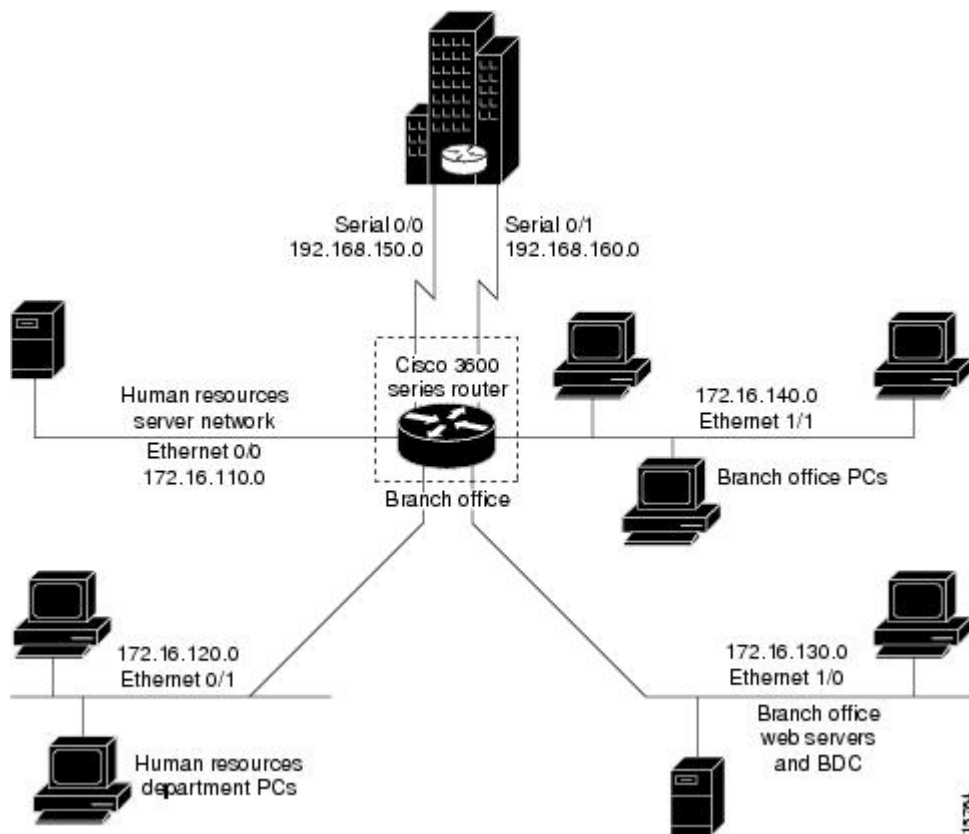 Serial 0/0
192.168.150.0
Serial 0/1
192.168.160.0
Cisco 3600
series router
Human resources
server network
Ethernet 0/0
172.16.110.0
172.16.140.0
Ethernet 1/1
Branch office PCs
Branch office
172.16.120.0
Ethernet 0/1
172.16.130.0
Ethernet 1/0
Human resources
department PCs
Branch office
web servers
and BDC